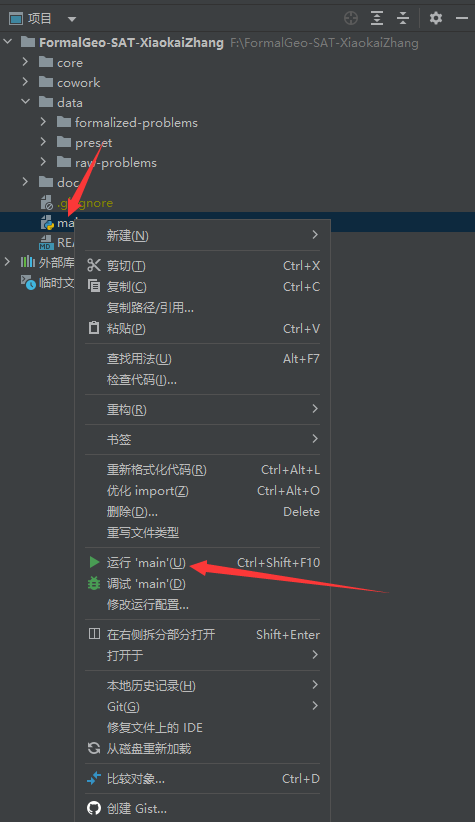 项目
FormalGeo-SAT-XiaokaiZhang F:\FormalGeo-SAT-XiaokaiZhang
core
cowork
data
formalized-problems
preset
raw-problems
doc
.gitignore
新建(N)
外部库
临时文
剪切(T) Ctrl+X
复制(C) Ctrl+C
复制路径/引用...
粘贴(P) Ctrl+V
查找用法(U) Alt+F7
检查代码(I)...
重构(R)
书签
重新格式化代码(R) Ctrl+Alt+L
优化 import(Z) Ctrl+Alt+O
删除(D)... Delete
重写文件类型
运行 'main'(U) Ctrl+Shift+F10
调试 'main'(D)
修改运行配置...
在右侧拆分部分打开 Shift+Enter
打开于
本地历史记录(H)
Git(G)
修复文件上的 IDE
从磁盘重新加载
比较对象... Ctrl+D
创建 Gist...